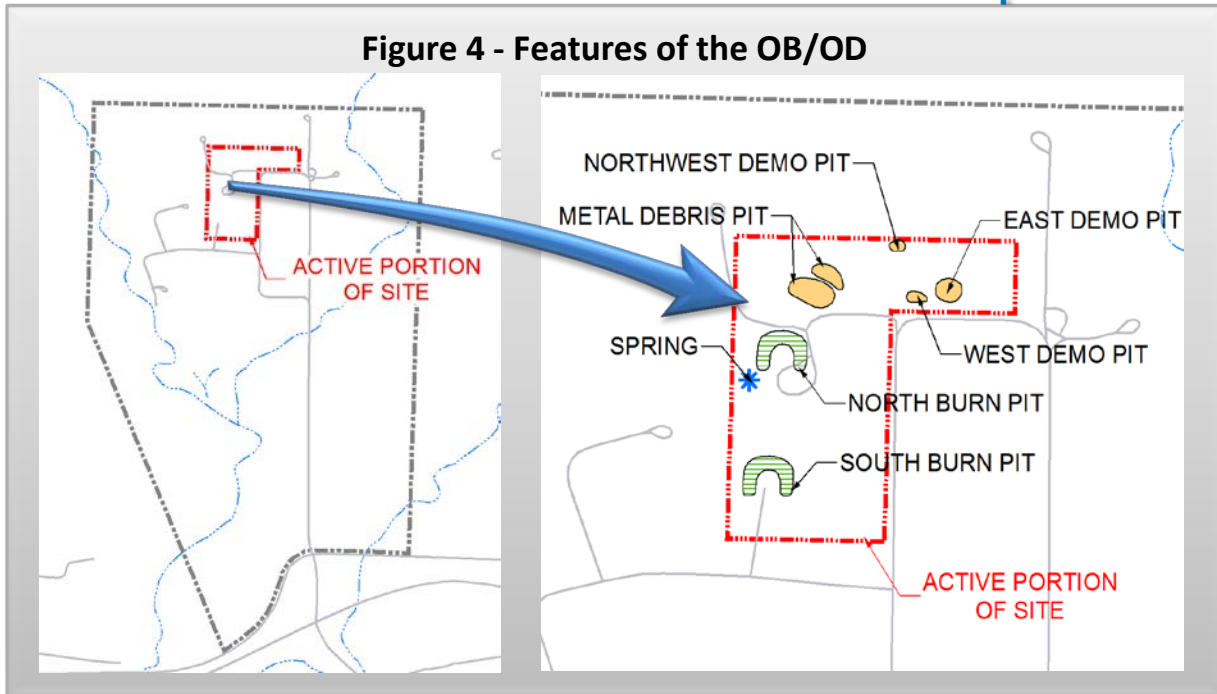 Figure 4 - Features of the OB/OD
ACTIVE PORTION
OF SITE
NORTHWEST DEMO PIT
METAL DEBRIS PIT
EAST DEMO PIT
SPRING
WEST DEMO PIT
NORTH BURN PIT
SOUTH BURN PIT
ACTIVE PORTION
OF SITE